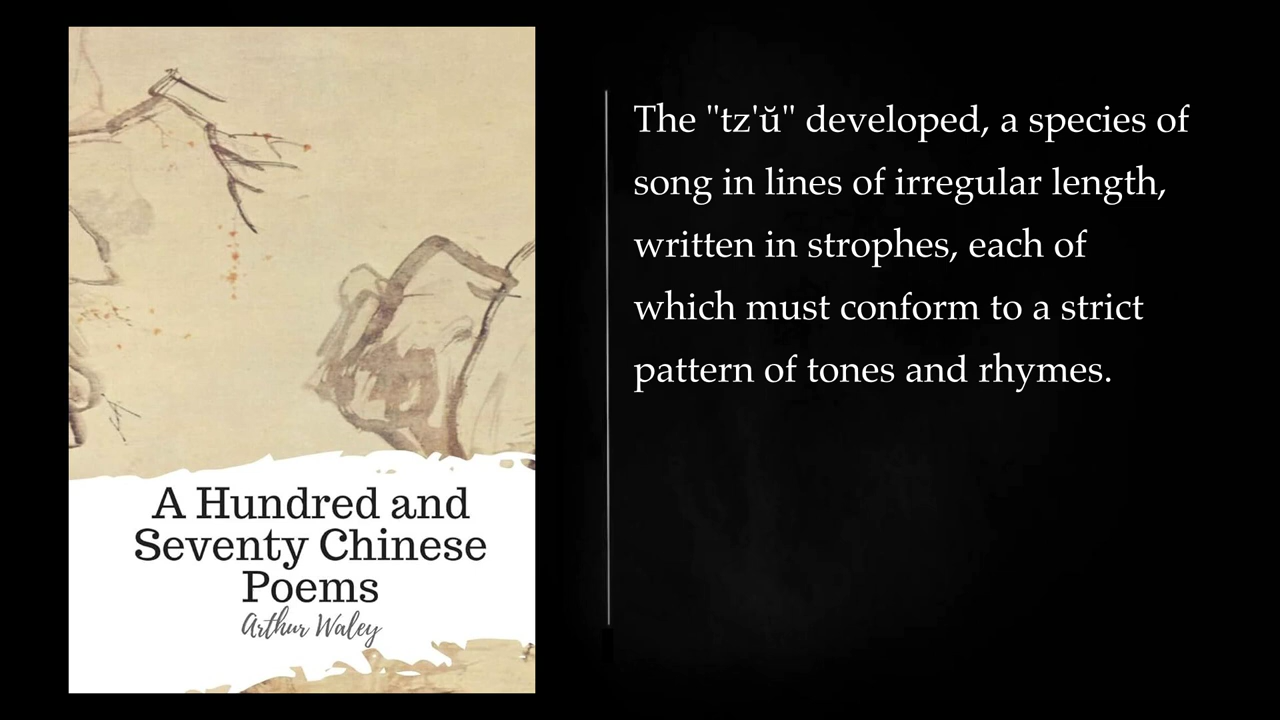 A Hundred and
Seventy Chinese
Poems
Arthur Waley
The "tz'ŭ" developed, a species of
song in lines of irregular length,
written in strophes, each of
which must conform to a strict
pattern of tones and rhymes.